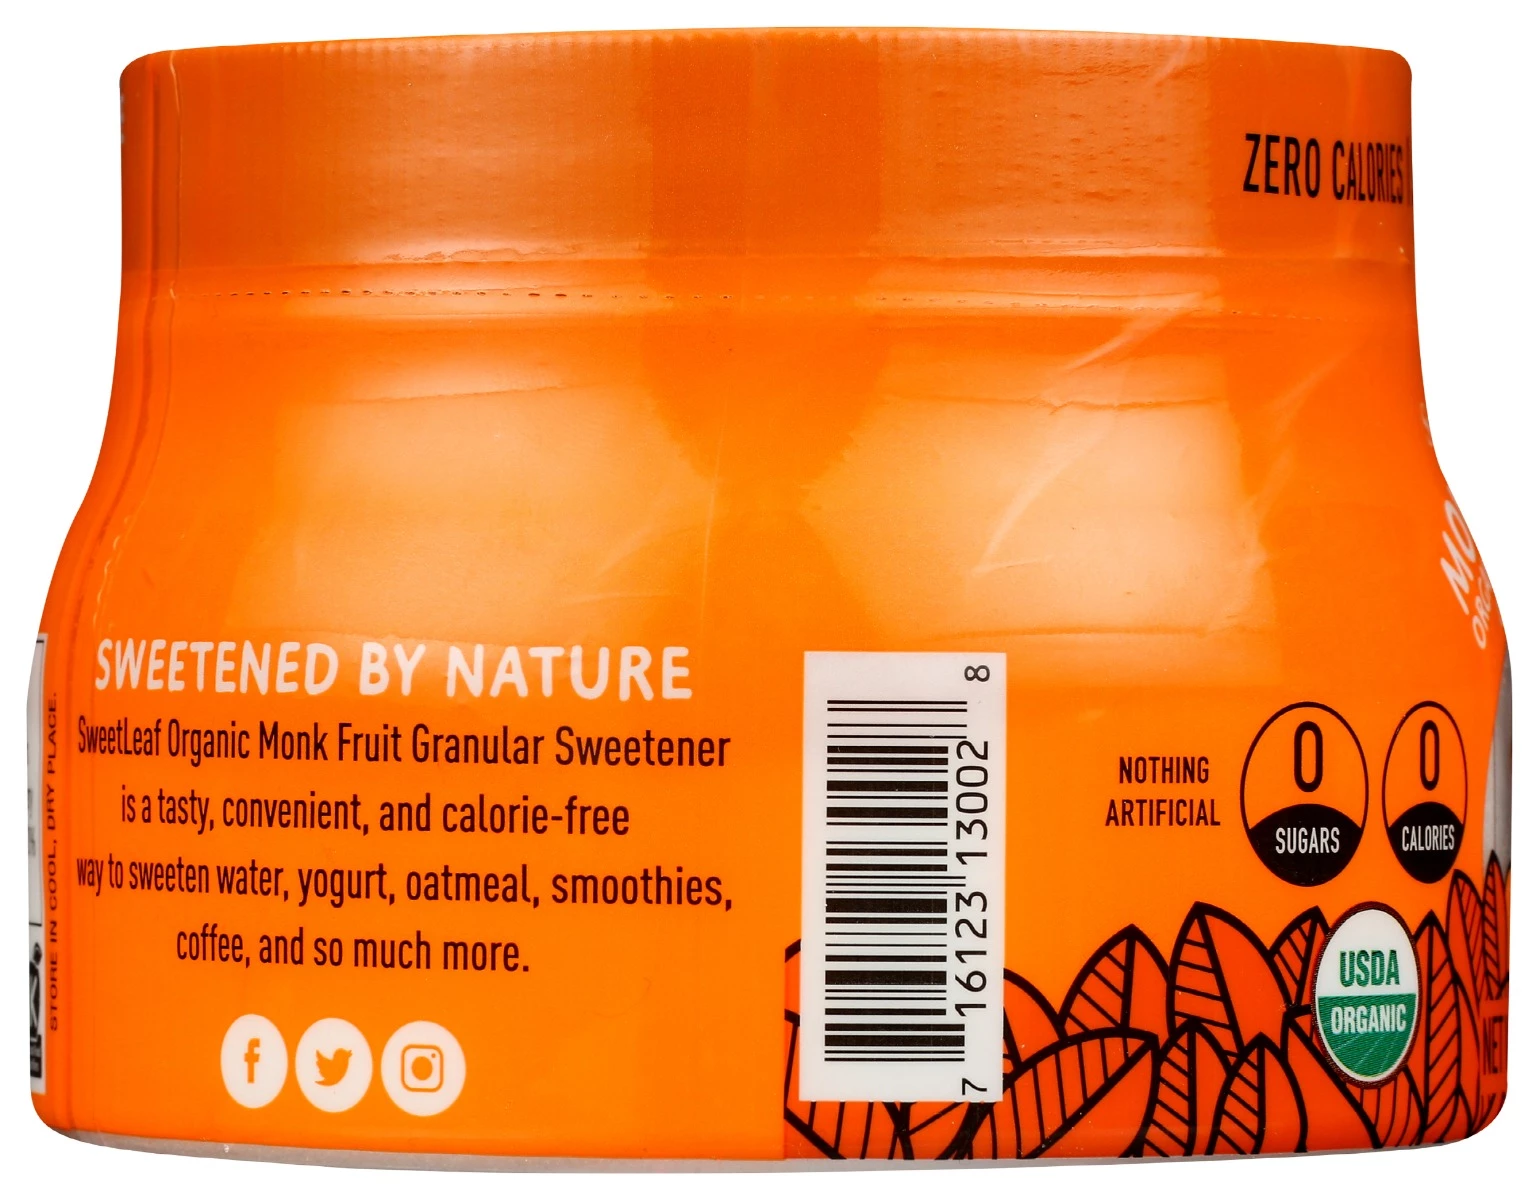 ZERO CALORIES
SWEETENED BY NATURE
SweetLeaf Organic Monk Fruit Granular Sweetener
is a tasty, convenient, and calorie-free
way to sweeten water, yogurt, oatmeal, smoothies,
coffee, and so much more.
STORE IN COOL, DRY PLACE.
7 16123 13002 8
NOTHING
ARTIFICIAL
0
SUGARS
0
CALORIES
USDA
ORGANIC